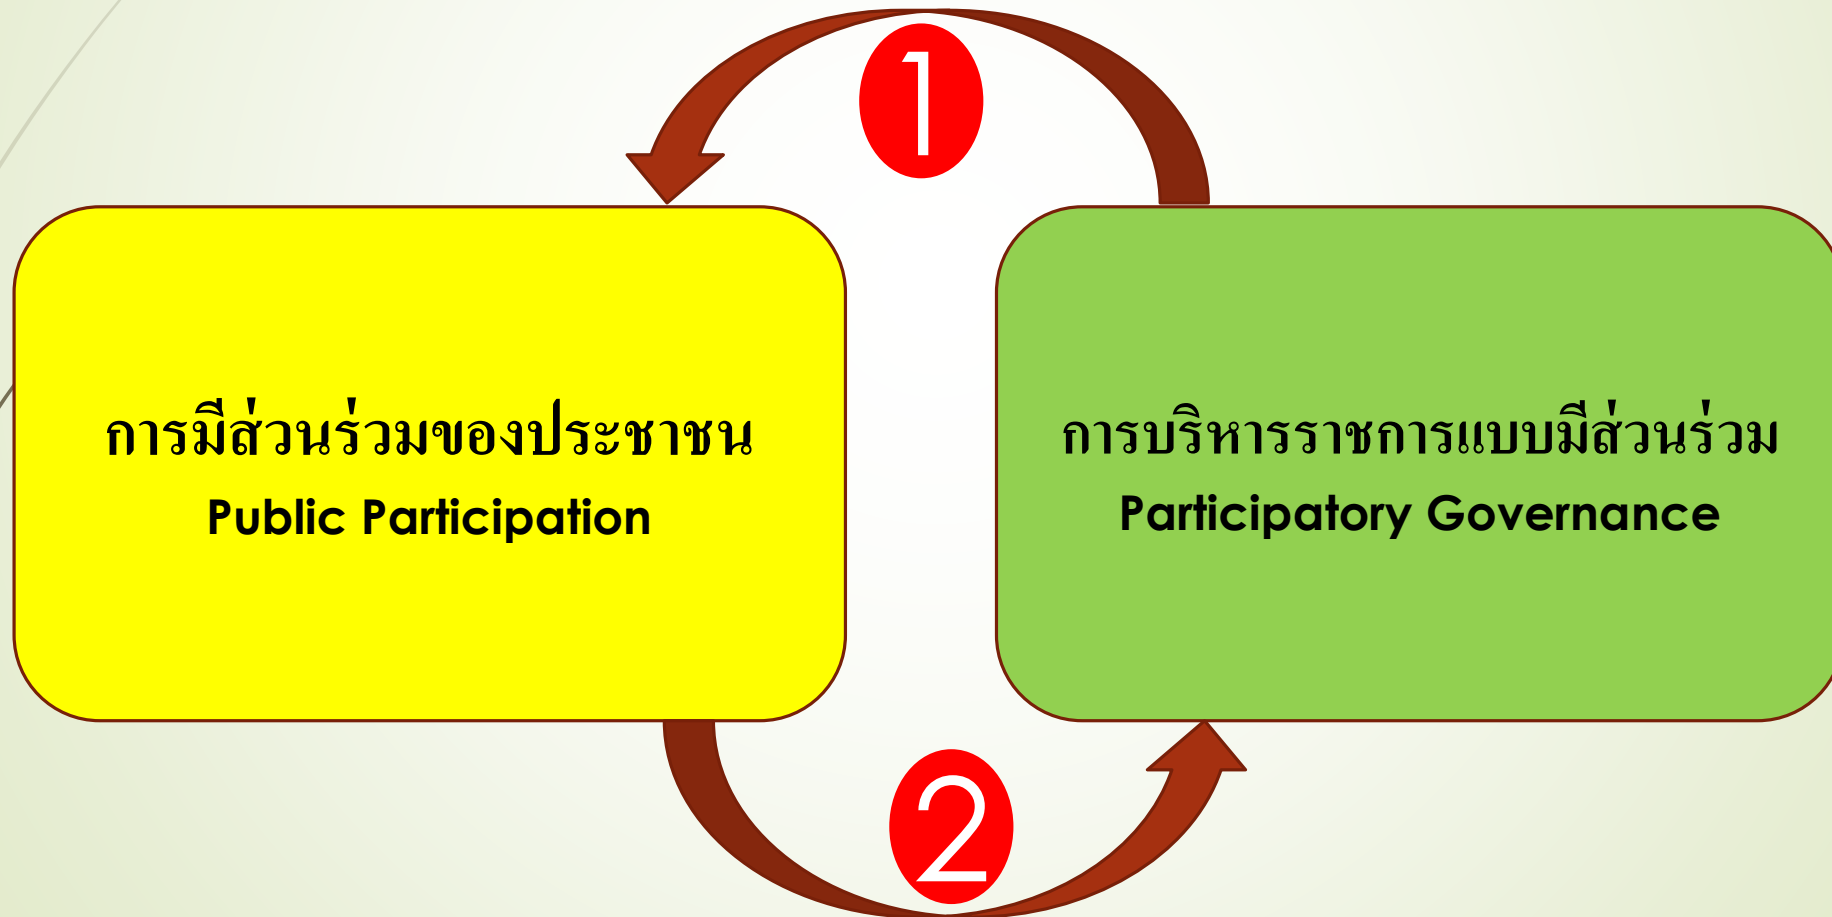 1
การมีส่วนร่วมของประชาชน
Public Participation
การบริหารราชการแบบมีส่วนร่วม
Participatory Governance
2